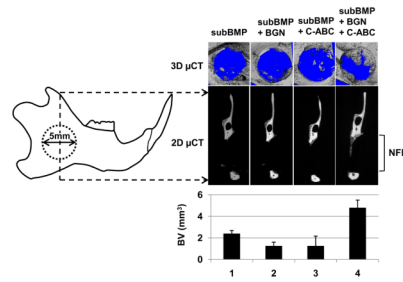 subBMP
subBMP
+ BGN
subBMP
+ C-ABC
subBMP
+ BGN
+ C-ABC
3D µCT
5mm
2D µCT
NFB
BV (mm³)
6
4
2
0
1
2
3
4